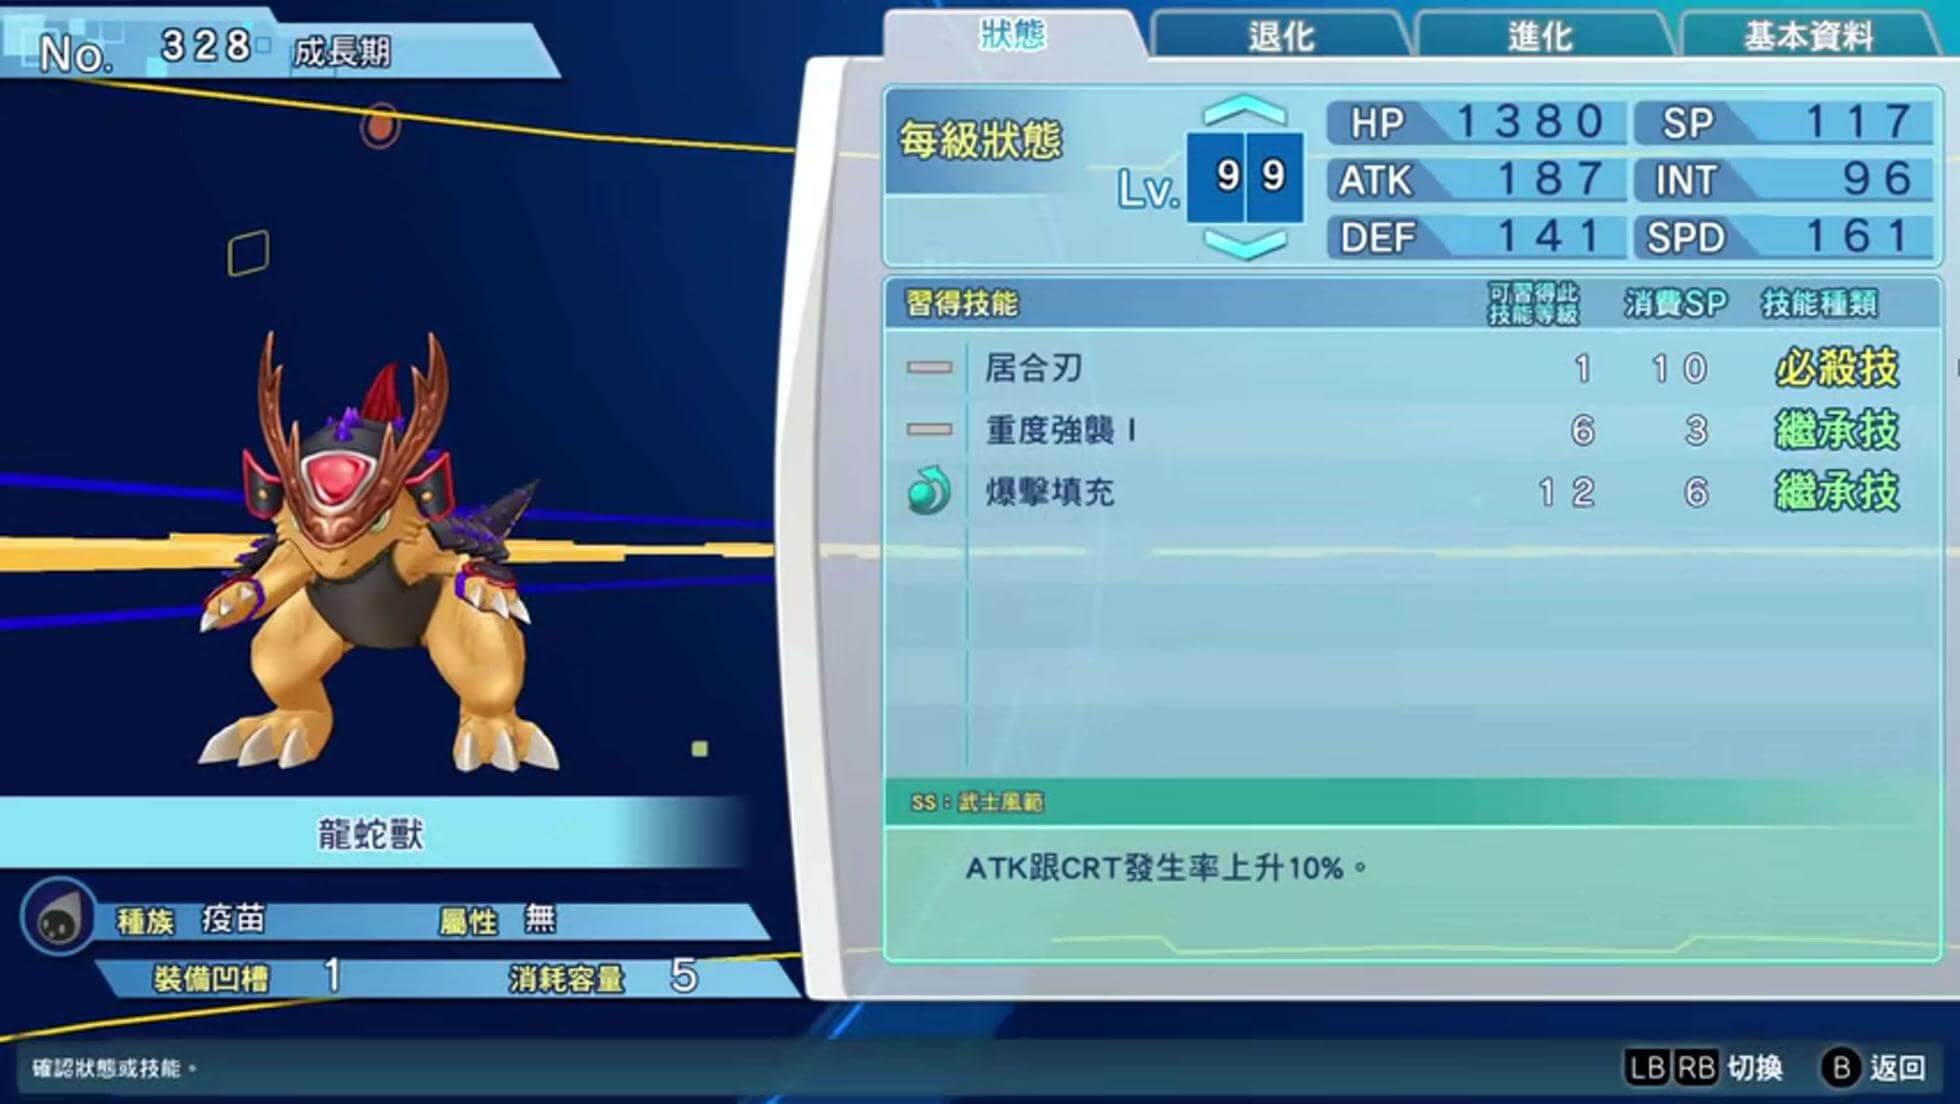 No. 328 成長期
狀態 退化 進化 基本資料
每級狀態
Lv. 99
HP 1380 SP 117
ATK 187 INT 96
DEF 141 SPD 161
習得技能 可習得此技能等級 消費SP 技能種類
居合刃 1 10 必殺技
重度強襲 I 6 3 繼承技
爆擊填充 12 6 繼承技
SS：武士風範
ATK跟CRT發生率上升10%。
龍蛇獸
種族 疫苗 屬性 無
裝備凹槽 1 消耗容量 5
確認狀態或技能。
LB RB 切換 B 返回